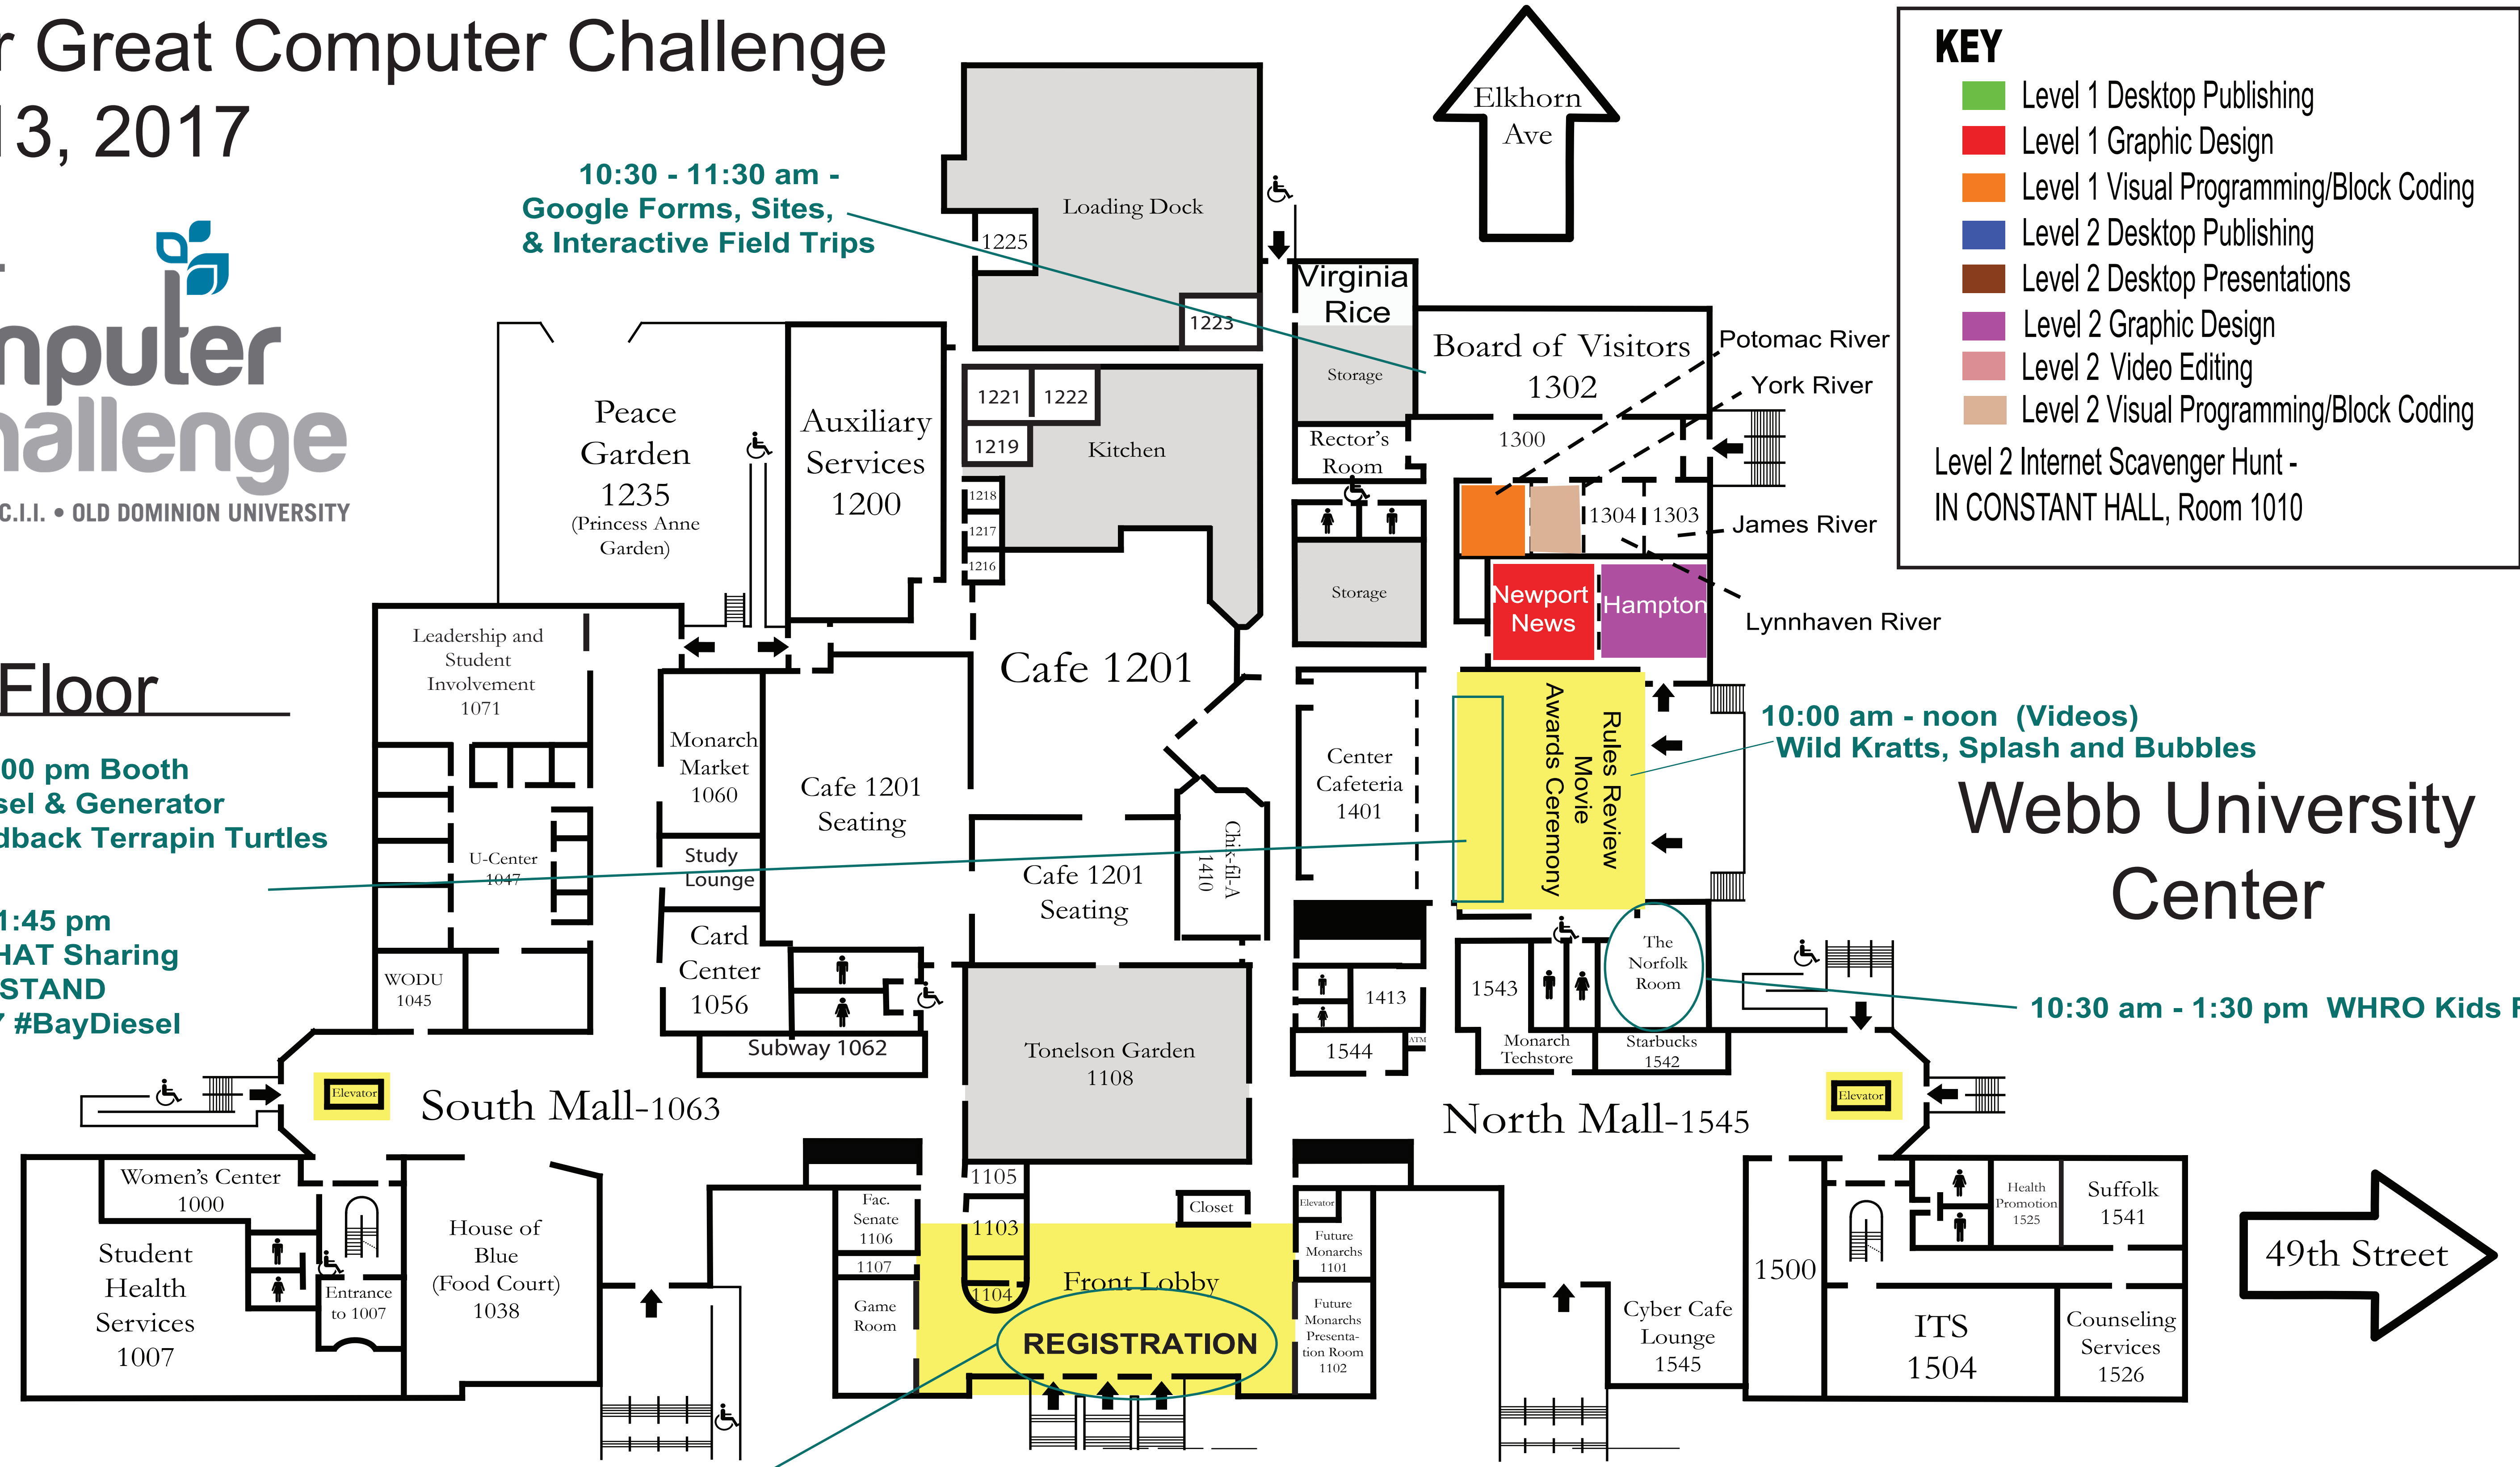 r Great Computer Challenge
13, 2017
nputer
hallenge
C.I.I. • OLD DOMINION UNIVERSITY
Floor
00 pm Booth
sel & Generator
dback Terrapin Turtles
1:45 pm
HAT Sharing
STAND
7 #BayDiesel
10:30 - 11:30 am -
Google Forms, Sites,
& Interactive Field Trips
Elkhorn
Ave
KEY
Level 1 Desktop Publishing
Level 1 Graphic Design
Level 1 Visual Programming/Block Coding
Level 2 Desktop Publishing
Level 2 Desktop Presentations
Level 2 Graphic Design
Level 2 Video Editing
Level 2 Visual Programming/Block Coding
Level 2 Internet Scavenger Hunt -
IN CONSTANT HALL, Room 1010
Loading Dock
1225
1223
Virginia
Rice
Storage
Board of Visitors
1302
Potomac River
York River
James River
Lynnhaven River
1300
1304
1303
Rector's
Room
Storage
Newport
News
Hampton
Peace
Garden
1235
(Princess Anne
Garden)
Auxiliary
Services
1200
1221
1222
1219
Kitchen
1218
1217
1216
Cafe 1201
Leadership and
Student
Involvement
1071
U-Center
1047
WODU
1045
Monarch
Market
1060
Study
Lounge
Card
Center
1056
Subway 1062
Cafe 1201
Seating
Cafe 1201
Seating
Chix-fil-A
1410
Center
Cafeteria
1401
Rules Review
Movie
Awards Ceremony
10:00 am - noon (Videos)
Wild Kratts, Splash and Bubbles
Webb University
Center
The
Norfolk
Room
10:30 am - 1:30 pm WHRO Kids
1413
1544
ATM
1543
Monarch
Techstore
Starbucks
1542
Tonelson Garden
1108
Elevator
South Mall-1063
North Mall-1545
Elevator
Women's Center
1000
Student
Health
Services
1007
Entrance
to 1007
House of
Blue
(Food Court)
1038
Fac.
Senate
1106
1107
Game
Room
1105
1103
1104
Closet
Front Lobby
REGISTRATION
Elevator
Future
Monarchs
1101
Future
Monarchs
Presenta-
tion Room
1102
Cyber Cafe
Lounge
1545
1500
Health
Promotion
1525
Suffolk
1541
ITS
1504
Counseling
Services
1526
49th Street